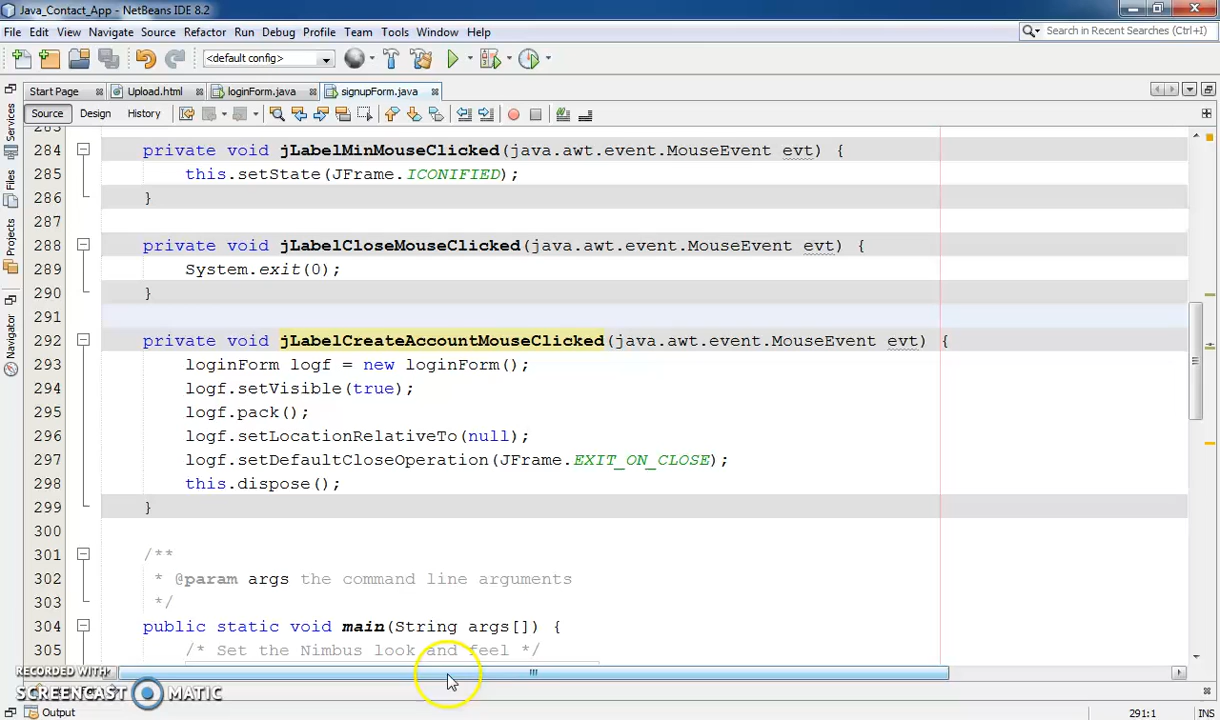 Java_Contact_App - NetBeans IDE 8.2
File Edit View Navigate Source Refactor Run Debug Profile Team Tools Window Help
Search in Recent Searches (Ctrl+I)
<default config>
Start Page Upload.html loginForm.java signupForm.java
Source Design History
Services
Files
Projects
Navigator
283
284 private void jLabelMinMouseClicked(java.awt.event.MouseEvent evt) {
285 this.setState(JFrame.ICONIFIED);
286 }
287
288 private void jLabelCloseMouseClicked(java.awt.event.MouseEvent evt) {
289 System.exit(0);
290 }
291
292 private void jLabelCreateAccountMouseClicked(java.awt.event.MouseEvent evt) {
293 loginForm logf = new loginForm();
294 logf.setVisible(true);
295 logf.pack();
296 logf.setLocationRelativeTo(null);
297 logf.setDefaultCloseOperation(JFrame.EXIT_ON_CLOSE);
298 this.dispose();
299 }
300
301 /**
302 * @param args the command line arguments
303 */
304 public static void main(String args[]) {
305 /* Set the Nimbus look and feel */
RECORDED WITH
SCREENCAST MATIC
Output
291:1 INS